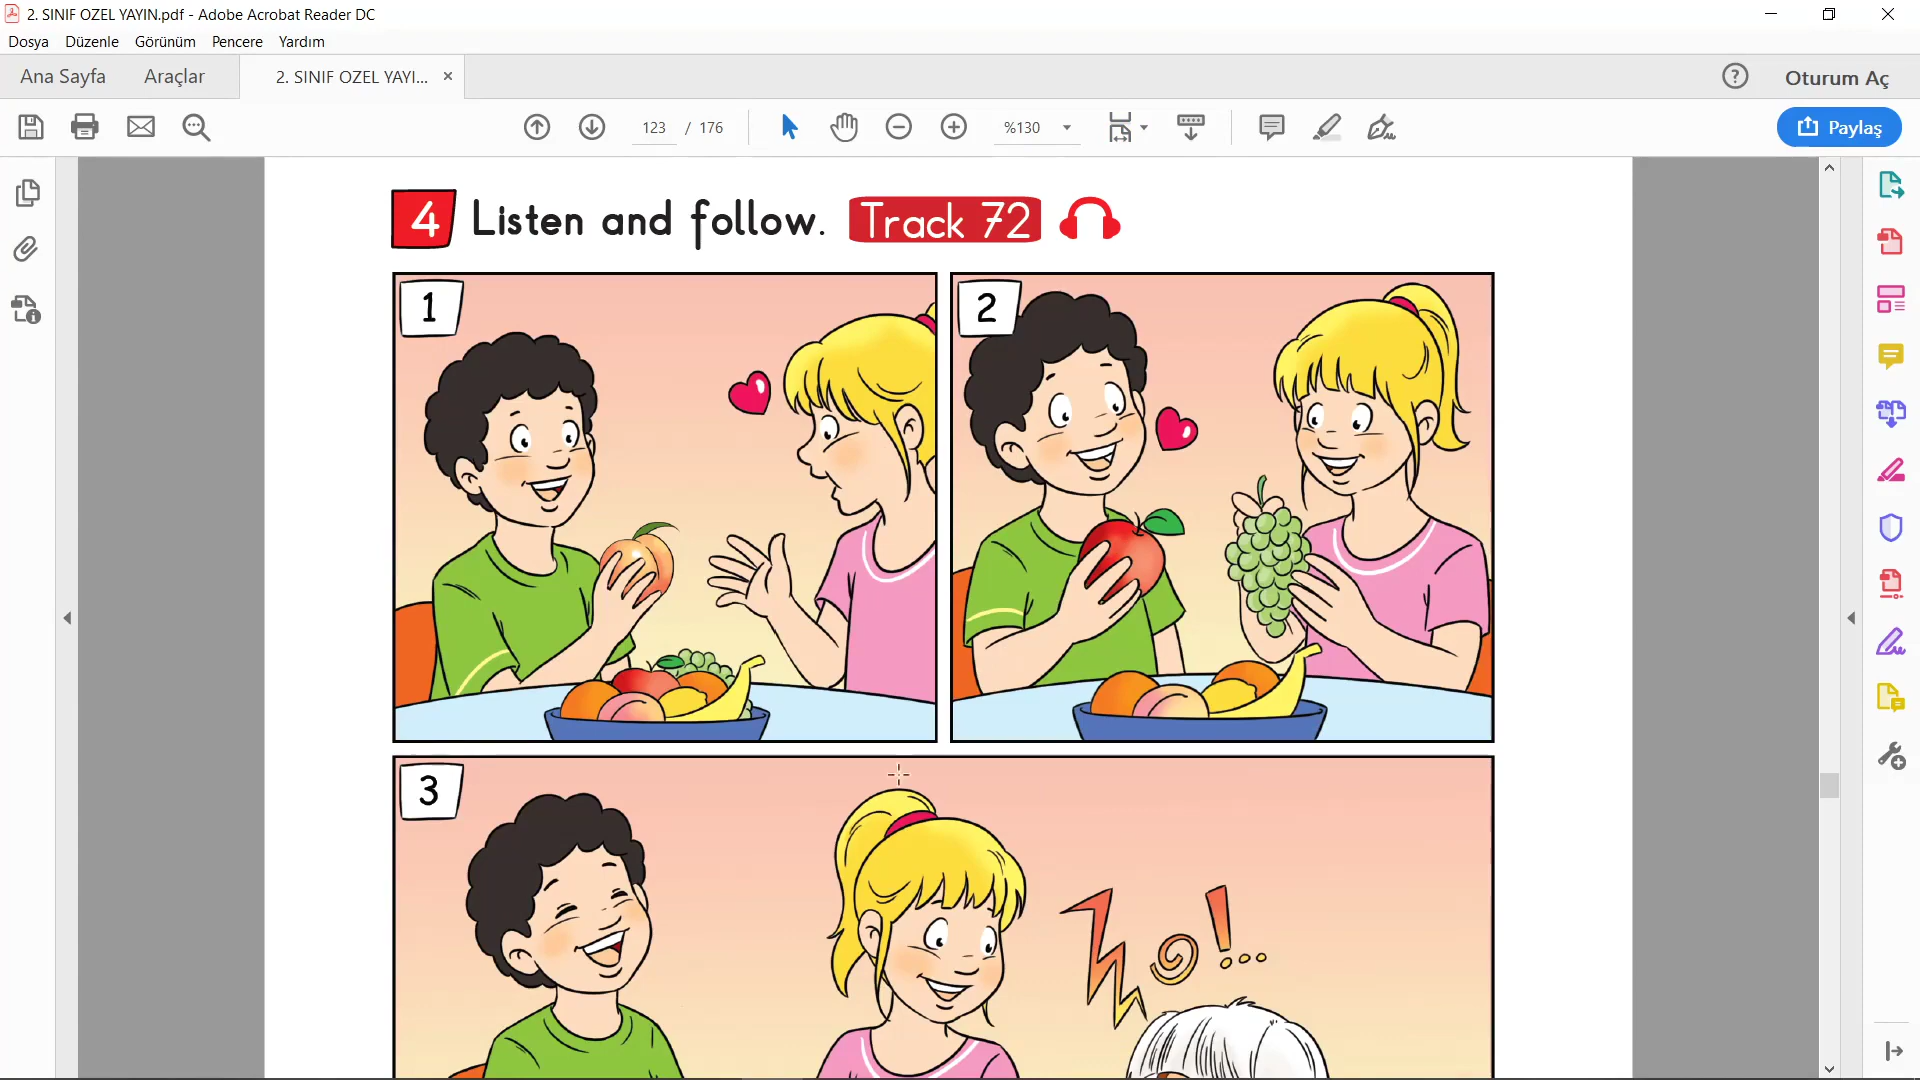 2. SINIF OZEL YAYIN.pdf - Adobe Acrobat Reader DC
Dosya Düzenle Görünüm Pencere Yardım
Ana Sayfa Araçlar 2. SINIF OZEL YAYI... × Oturum Aç
123 / 176 %130 Paylaş
4 Listen and follow. Track 72
1 2
3